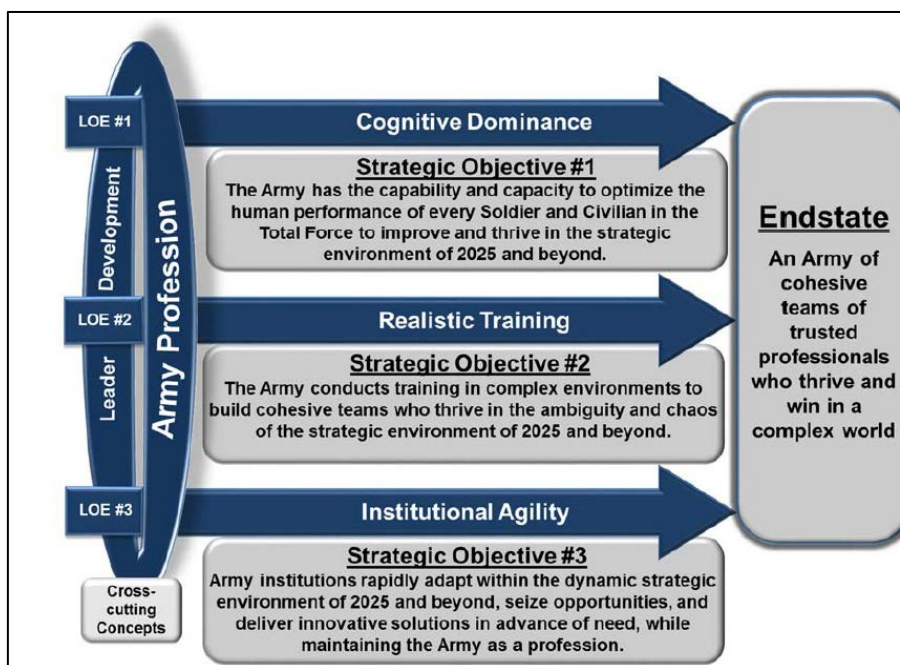 LOE #1
Cognitive Dominance
Strategic Objective #1
The Army has the capability and capacity to optimize the
human performance of every Soldier and Civilian in the
Total Force to improve and thrive in the strategic
environment of 2025 and beyond.
LOE #2
Realistic Training
Strategic Objective #2
The Army conducts training in complex environments to
build cohesive teams who thrive in the ambiguity and chaos
of the strategic environment of 2025 and beyond.
LOE #3
Institutional Agility
Strategic Objective #3
Army institutions rapidly adapt within the dynamic strategic
environment of 2025 and beyond, seize opportunities, and
deliver innovative solutions in advance of need, while
maintaining the Army as a profession.
Leader Development
Army Profession
Cross-
cutting
Concepts
Endstate
An Army of
cohesive
teams of
trusted
professionals
who thrive and
win in a
complex world